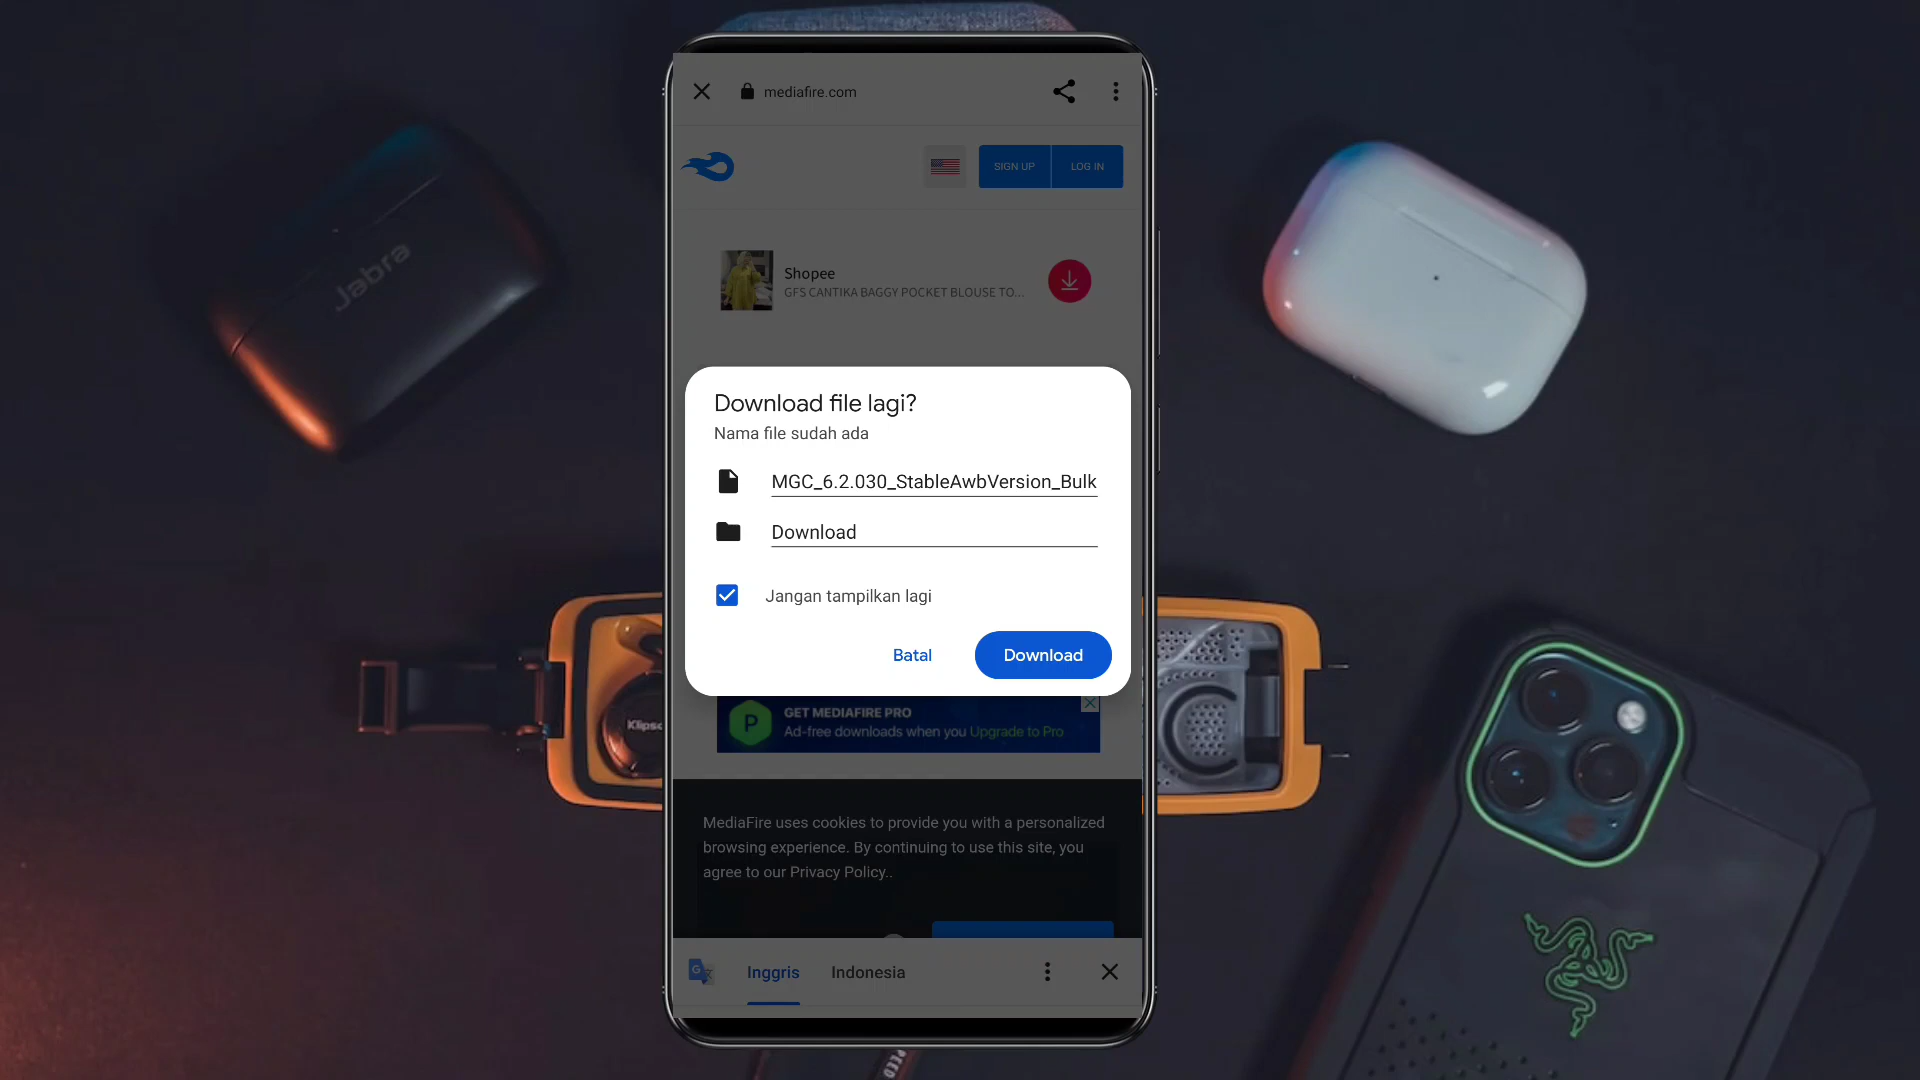 mediafire.com
SIGN UP
LOG IN
Shopee
GFS CANTIKA BAGGY POCKET BLOUSE TO...
Jabra
Download file lagi?
Nama file sudah ada
MGC_6.2.030_StableAwbVersion_Bulk
Download
Jangan tampilkan lagi
Batal
Download
Klipsc
P
GET MEDIAFIRE PRO
Ad-free downloads when you Upgrade to Pro
MediaFire uses cookies to provide you with a personalized
browsing experience. By continuing to use this site, you
agree to our Privacy Policy..
G
Inggris
Indonesia
PEED